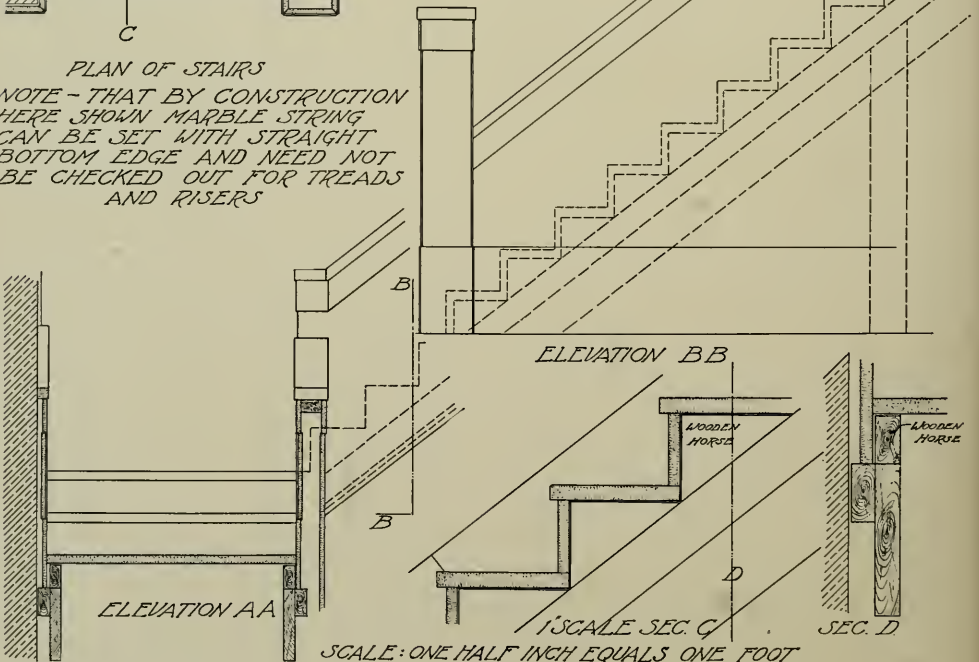 C
PLAN OF STAIRS
NOTE - THAT BY CONSTRUCTION
HERE SHOWN MARBLE STRING
CAN BE SET WITH STRAIGHT
BOTTOM EDGE AND NEED NOT
BE CHECKED OUT FOR TREADS
AND RISERS
B
B
ELEVATION BB
ELEVATION AA
WOODEN
HORSE
D
1" SCALE SEC. C
WOODEN
HORSE
SEC. D.
SCALE: ONE HALF INCH EQUALS ONE FOOT